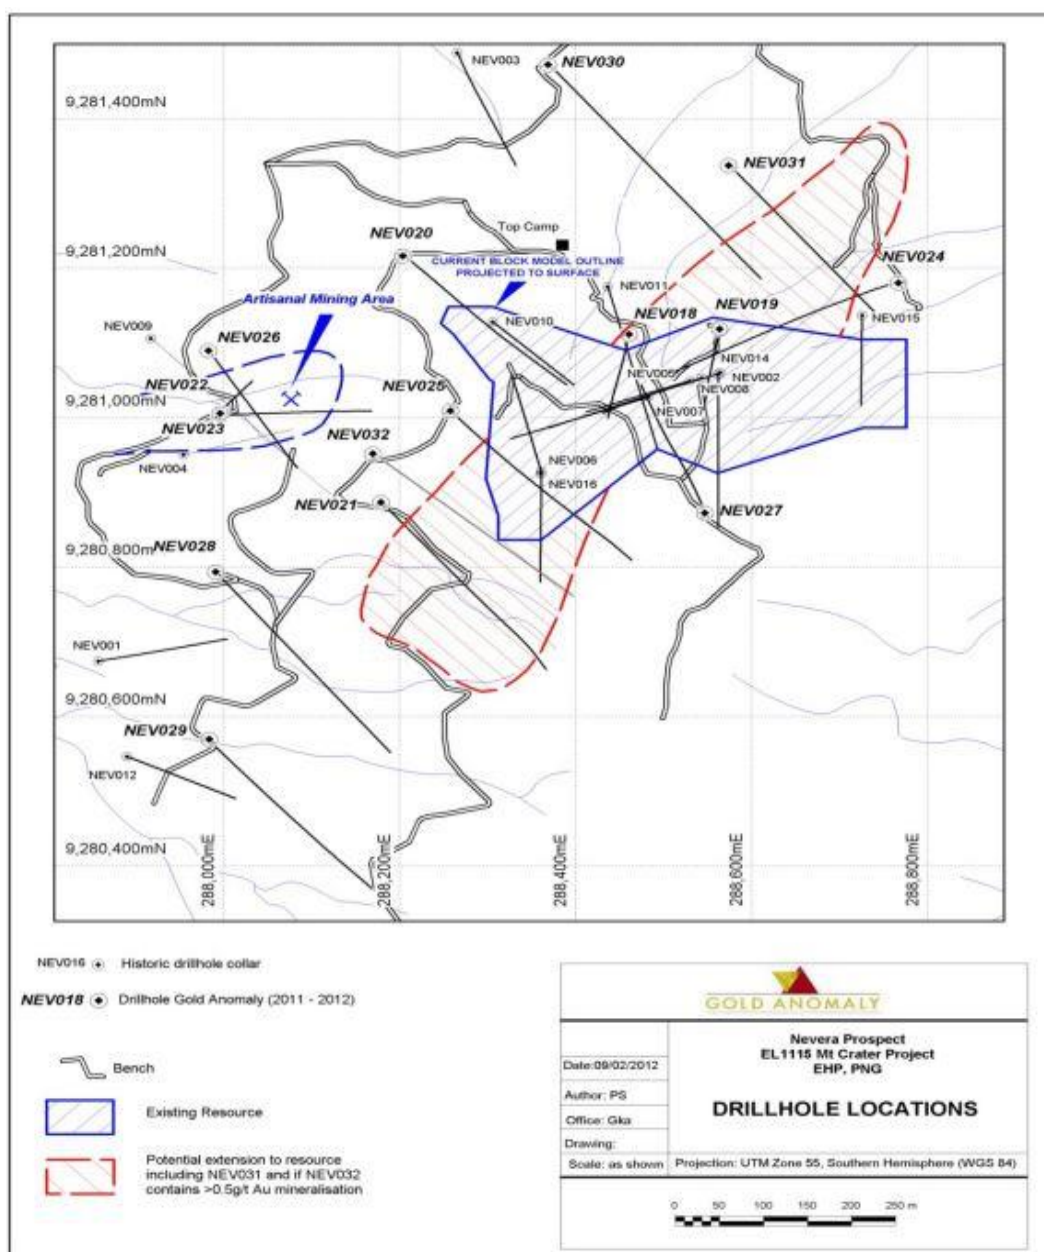 NEV003
NEV030
9,281,400mN
NEV031
NEV020
Top Camp
CURRENT BLOCK MODEL OUTLINE
PROJECTED TO SURFACE
9,281,200mN
NEV024
Artisanal Mining Area
NEV011
NEV019
NEV018
NEV015
NEV009
NEV010
NEV026
NEV014
NEV005
NEV002
NEV022
NEV025
NEV008
NEV007
9,281,000mN
NEV023
NEV032
NEV004
NEV006
NEV016
NEV021
NEV027
9,280,800m
NEV028
NEV001
9,280,600mN
NEV029
NEV012
9,280,400mN
288,000mE
288,200mE
288,400mE
288,600mE
288,800mE
NEV016 Historic drillhole collar
NEV018 Drillhole Gold Anomaly (2011 - 2012)
Bench
Existing Resource
Potential extension to resource
including NEV031 and if NEV032
contains >0.5g/t Au mineralisation
GOLD ANOMALY
Nevera Prospect
EL1115 Mt Crater Project
EHP, PNG
DRILLHOLE LOCATIONS
Date:09/02/2012
Author: PS
Office: Gka
Drawing:
Scale: as shown
Projection: UTM Zone 55, Southern Hemisphere (WGS 84)
0 50 100 150 200 250 m